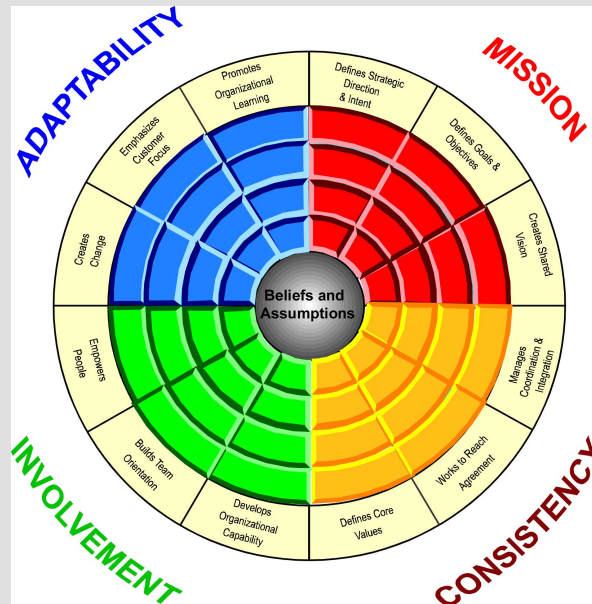 ADAPTABILITY
MISSION
Promotes
Organizational
Learning
Defines Strategic
Direction
& Intent
Emphasizes
Customer
Focus
Defines Goals &
Objectives
Creates
Change
Creates Shared
Vision
Beliefs and
Assumptions
Empowers
People
Manages
Coordination &
Integration
Builds Team
Orientation
Works to Reach
Agreement
Develops
Organizational
Capability
Defines Core
Values
INVOLVEMENT
CONSISTENCY